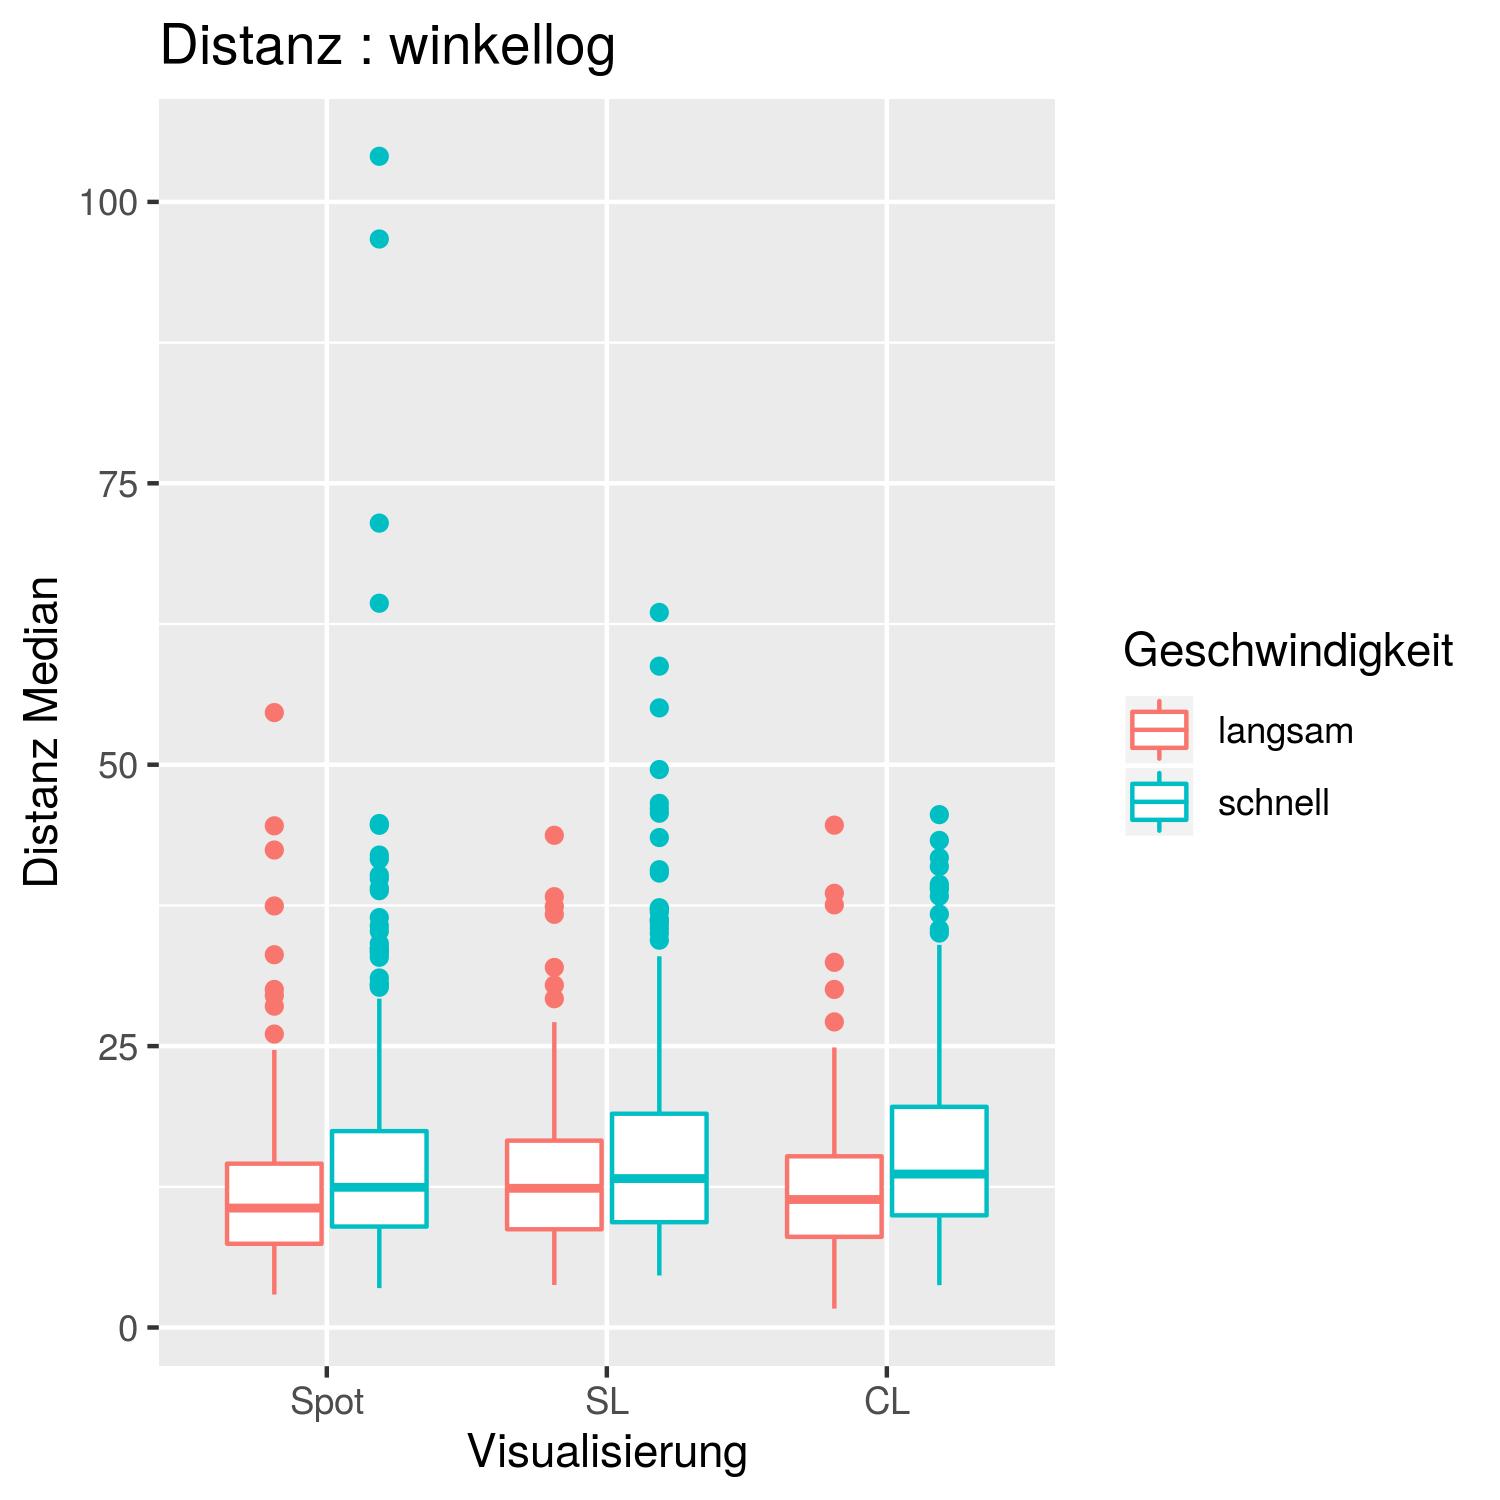 Distanz : winkellog
Distanz Median
100
75
50
25
0
Spot
SL
CL
Visualisierung
Geschwindigkeit
langsam
schnell